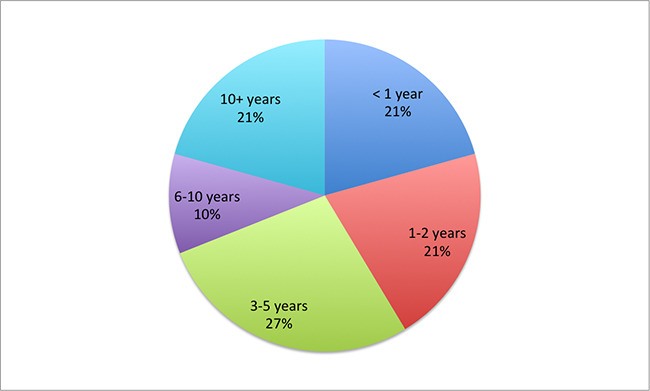 < 1 year
21%
1-2 years
21%
3-5 years
27%
6-10 years
10%
10+ years
21%